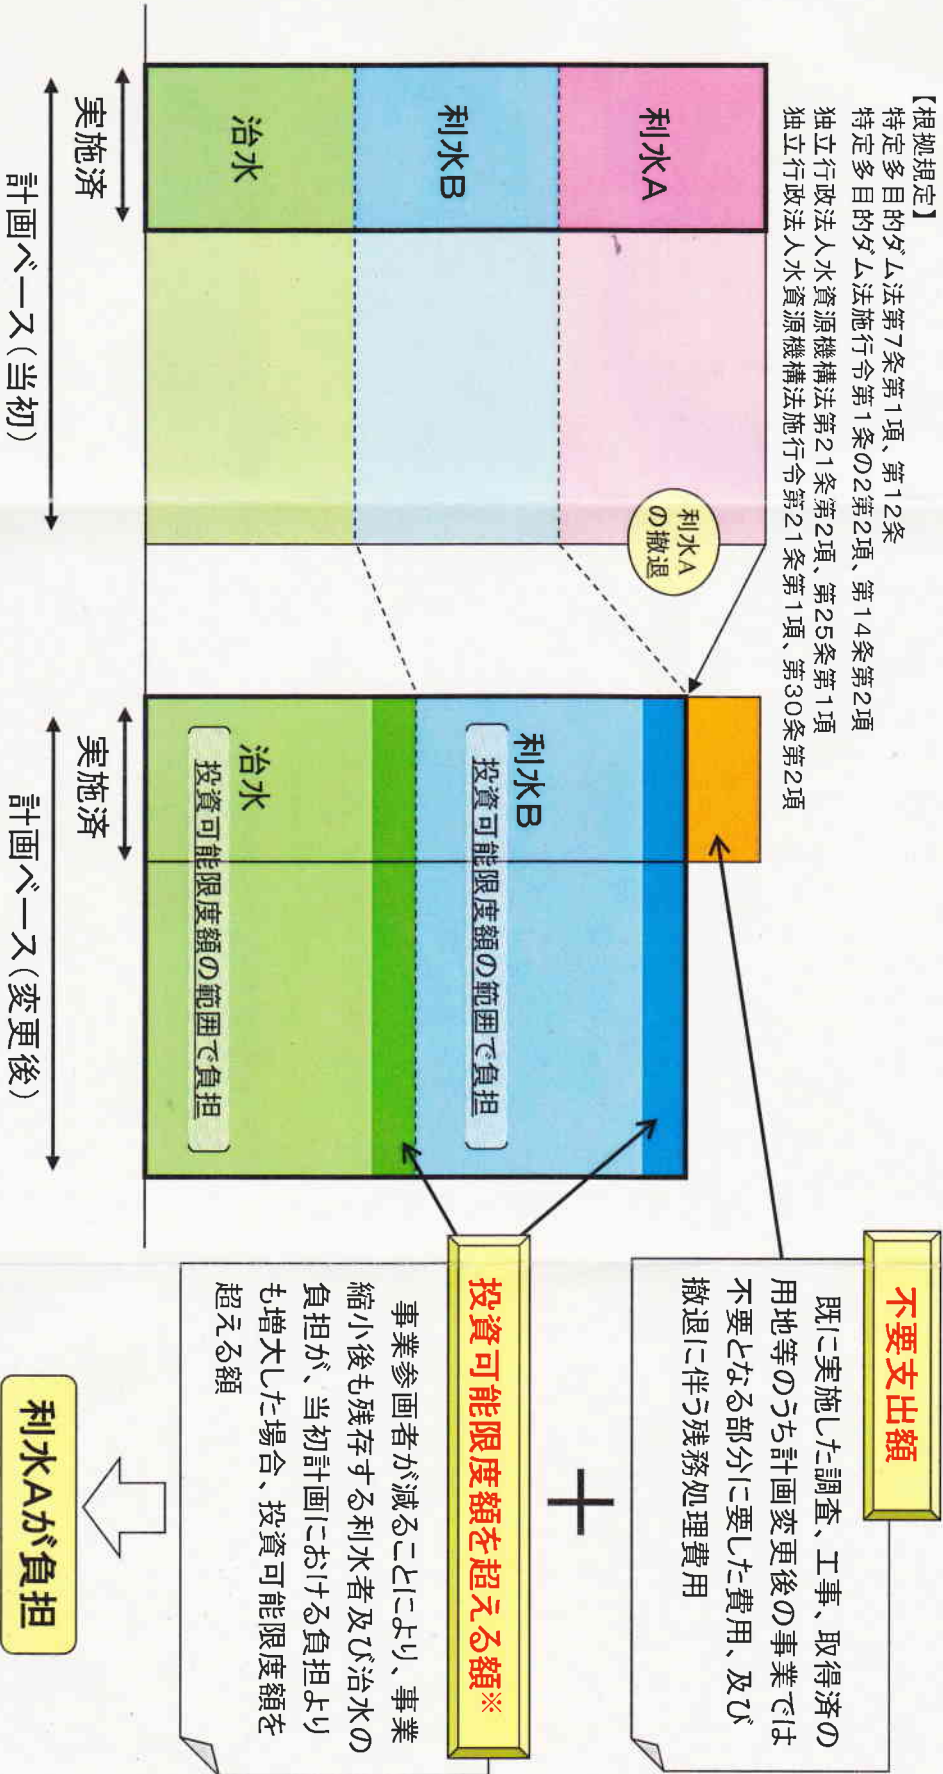 【根拠規定】
特定多目的ダム法第7条第1項、第12条
特定多目的ダム法施行令第1条の2第2項、第14条第2項
独立行政法人水資源機構法第21条第2項、第25条第1項
独立行政法人水資源機構法施行令第21条第1項、第30条第2項
利水A
利水B
治水
実施済
計画ベース(当初)
利水A
の撤退
利水B
投資可能限度額の範囲で負担
治水
投資可能限度額の範囲で負担
実施済
計画ベース(変更後)
不要支出額
既に実施した調査、工事、取得済の
用地等のうち計画変更後の事業では
不要となる部分に要した費用、及び
撤退に伴う残務処理費用
＋
投資可能限度額を超える額※
事業参画者が減ることにより、事業
縮小後も残存する利水者及び治水の
負担が、当初計画における負担より
も増大した場合、投資可能限度額を
超える額
利水Aが負担